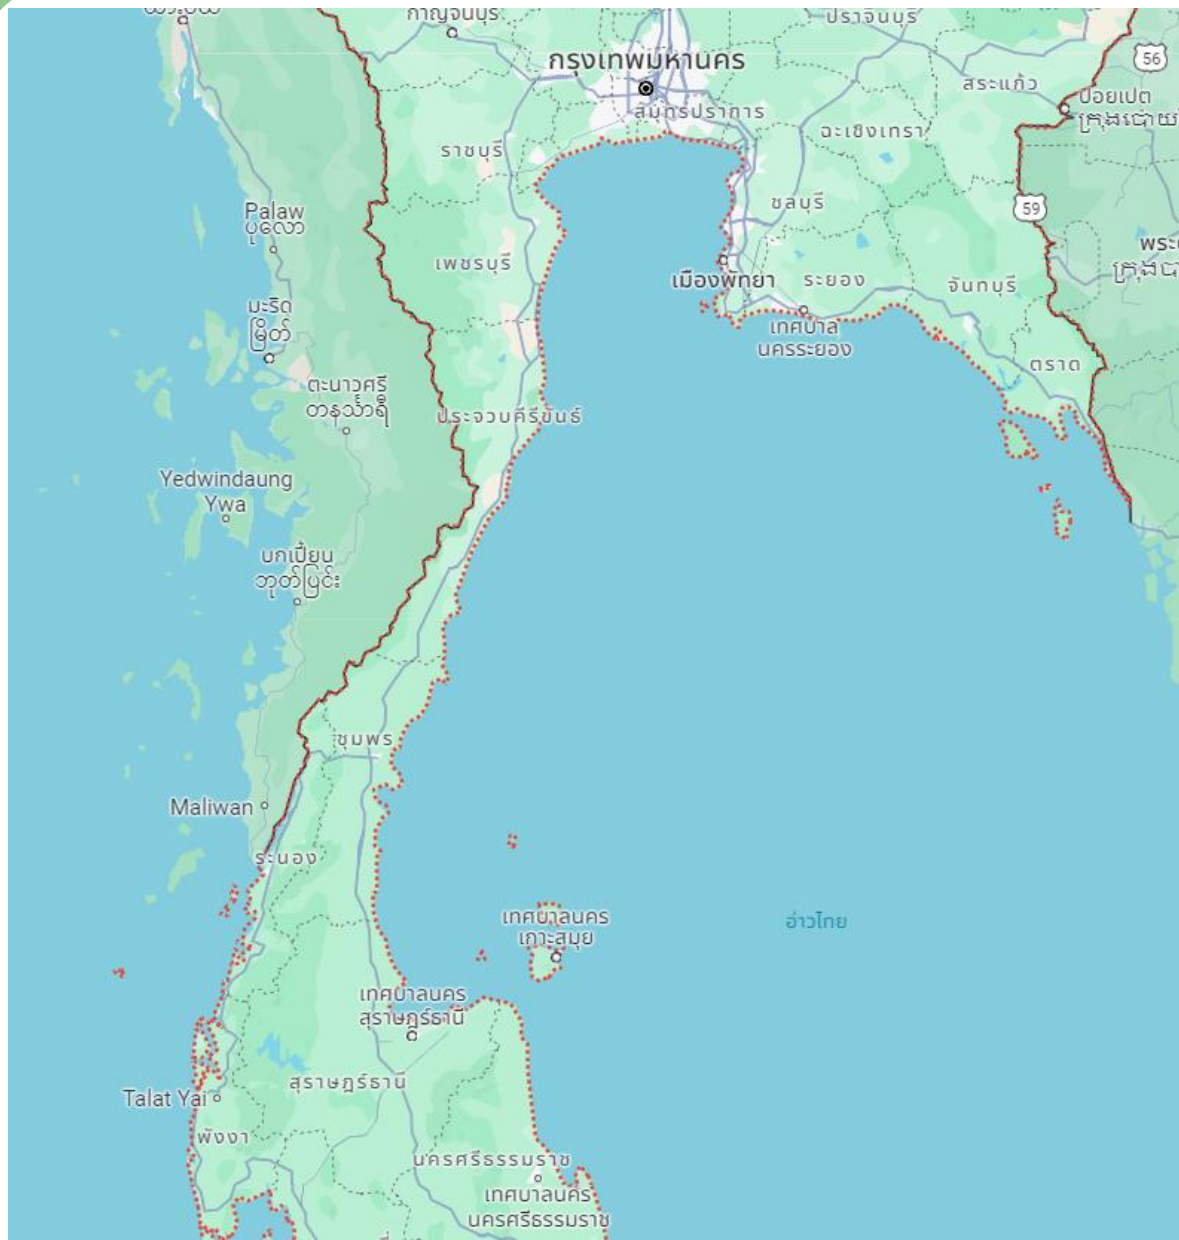 กาญจนบุรี
ปราจีนบุรี
กรุงเทพมหานคร
56
สระแก้ว
สมุทรปราการ
ปอยเปต
ฉะเชิงเทรา
ราชบุรี
ชลบุรี
59
Palaw
ပုလော
เพชรบุรี
เมืองพัทยา
ระยอง
จันทบุรี
มะริด
မြိတ်
เทศบาล
นครระยอง
ตราด
ตะนาวศรี
တနင်္သာရီ
ประจวบคีรีขันธ์
Yedwindaung
Ywa
บกเปี้ยน
ဘုတ်ပြင်း
ชุมพร
Maliwan
ระนอง
เทศบาลนคร
เกาะสมุย
อ่าวไทย
เทศบาลนคร
สุราษฎร์ธานี
สุราษฎร์ธานี
Talat Yai
พังงา
นครศรีธรรมราช
เทศบาลนคร
นครศรีธรรมราช